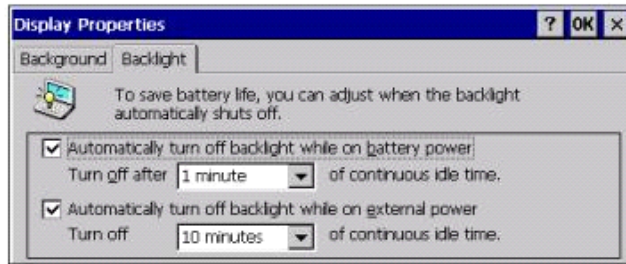 Display Properties ? OK ×
Background Backlight
To save battery life, you can adjust when the backlight
automatically shuts off.
Automatically turn off backlight while on battery power
Turn off after 1 minute of continuous idle time.
Automatically turn off backlight while on external power
Turn off 10 minutes of continuous idle time.